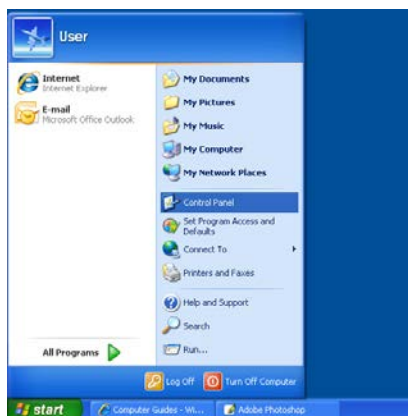 User
Internet
Internet Explorer
E-mail
Microsoft Office Outlook
All Programs
My Documents
My Pictures
My Music
My Computer
My Network Places
Control Panel
Set Program Access and
Defaults
Connect To
Printers and Faxes
Help and Support
Search
Run...
Log Off
Turn Off Computer
start
Computer Guides - Wi...
Adobe Photoshop